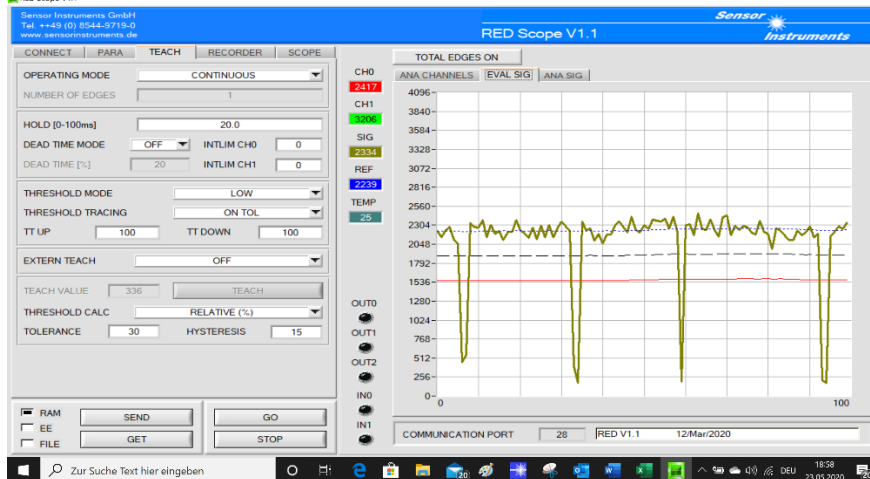 Sensor Instruments GmbH
Tel. ++49 (0) 8544-9719-0
www.sensorinstruments.de
RED Scope V1.1
Sensor
Instruments
CONNECT PARA TEACH RECORDER SCOPE
OPERATING MODE CONTINUOUS
NUMBER OF EDGES 1
HOLD [0-100ms] 20.0
DEAD TIME MODE OFF INTLIM CH0 0
DEAD TIME [%] 20 INTLIM CH1 0
THRESHOLD MODE LOW
THRESHOLD TRACING ON TOL
TT UP 100 TT DOWN 100
EXTERN TEACH OFF
TEACH VALUE 336 TEACH
THRESHOLD CALC RELATIVE (%)
TOLERANCE 30 HYSTERESIS 15
RAM
EE
FILE
SEND GO
GET STOP
CH0
2417
CH1
3206
SIG
2334
REF
2239
TEMP
25
OUT0
OUT1
OUT2
IN0
IN1
TOTAL EDGES ON
ANA CHANNELS EVAL SIG ANA SIG
4096
3840
3584
3328
3072
2816
2560
2304
2048
1792
1536
1280
1024
768
512
256
0
0 100
COMMUNICATION PORT 28 RED V1.1 12/Mar/2020
Zur Suche Text hier eingeben
20
DEU
18:58
23.05.2020